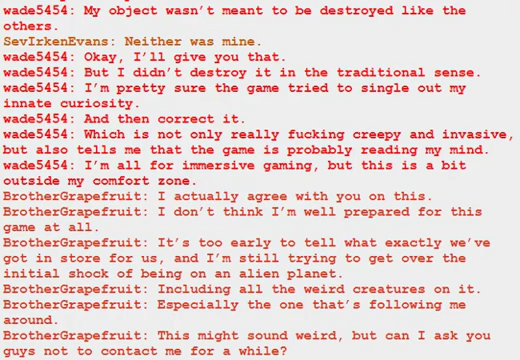 wade5454: My object wasn't meant to be destroyed like the
others.
SevIrkenEvans: Neither was mine.
wade5454: Okay, I'll give you that.
wade5454: But I didn't destroy it in the traditional sense.
wade5454: I'm pretty sure the game tried to single out my
innate curiosity.
wade5454: And then correct it.
wade5454: Which is not only really fucking creepy and invasive,
but also tells me that the game is probably reading my mind.
wade5454: I'm all for immersive gaming, but this is a bit
outside my comfort zone.
BrotherGrapefruit: I actually agree with you on this.
BrotherGrapefruit: I don't think I'm well prepared for this
game at all.
BrotherGrapefruit: It's too early to tell what exactly we've
got in store for us, and I'm still trying to get over the
initial shock of being on an alien planet.
BrotherGrapefruit: Including all the weird creatures on it.
BrotherGrapefruit: Especially the one that's following me
around.
BrotherGrapefruit: This might sound weird, but can I ask you
guys not to contact me for a while?